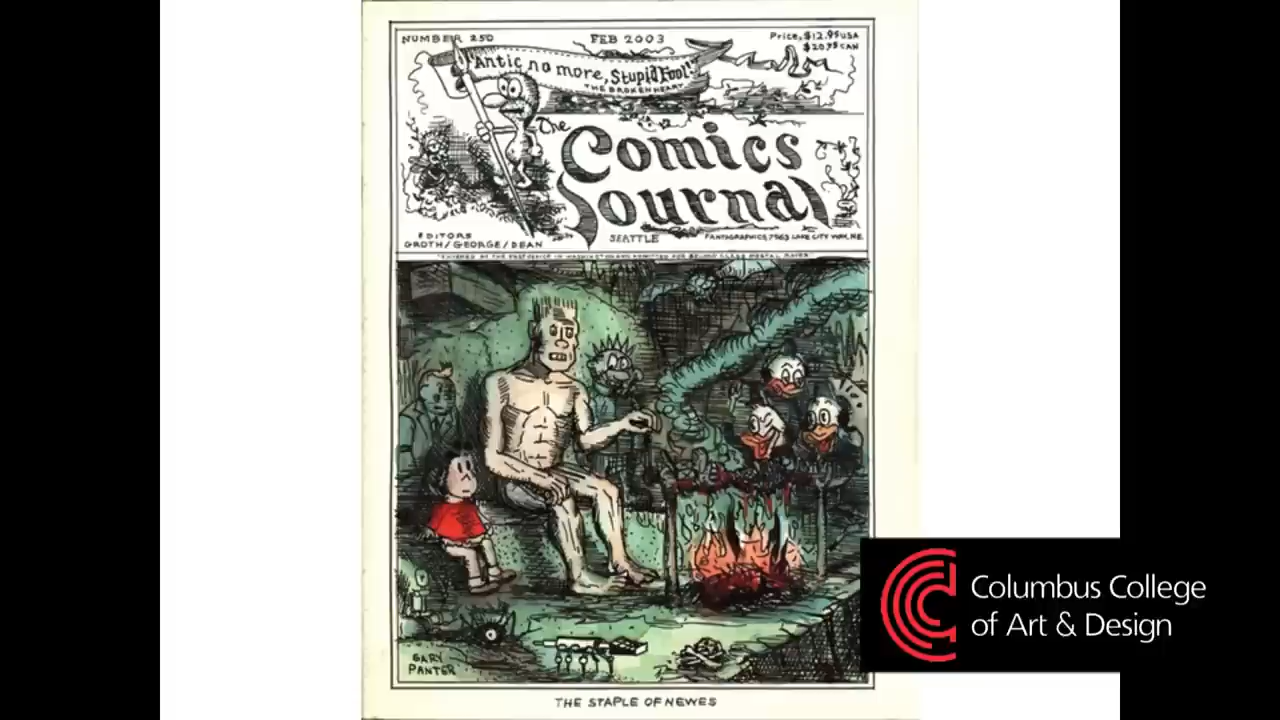 NUMBER 250
FEB 2003
Price, $12.95 USA
$20.95 CAN
"Antic no more, Stupid Fool!"
THE BROKEN HEART
The
Comics
Journal
EDITORS
GROTH/GEORGE/DEAN
SEATTLE
FANTAGRAPHICS 7563 LAKE CITY WAY, NE
GARY
PANTER
THE STAPLE OF NEWES
Columbus College
of Art & Design